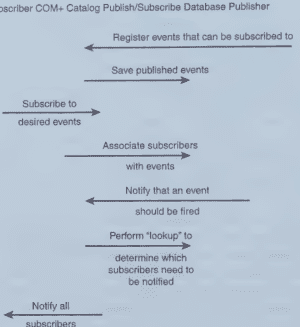 COM+ Catalog Publish/Subscribe Database Publisher
Register events that can be subscribed to
Save published events
Subscribe to
desired events
Associate subscribers
with events
Notify that an event
should be fired
Perform "lookup" to
determine which
subscribers need to
be notified
Notify all
subscribers